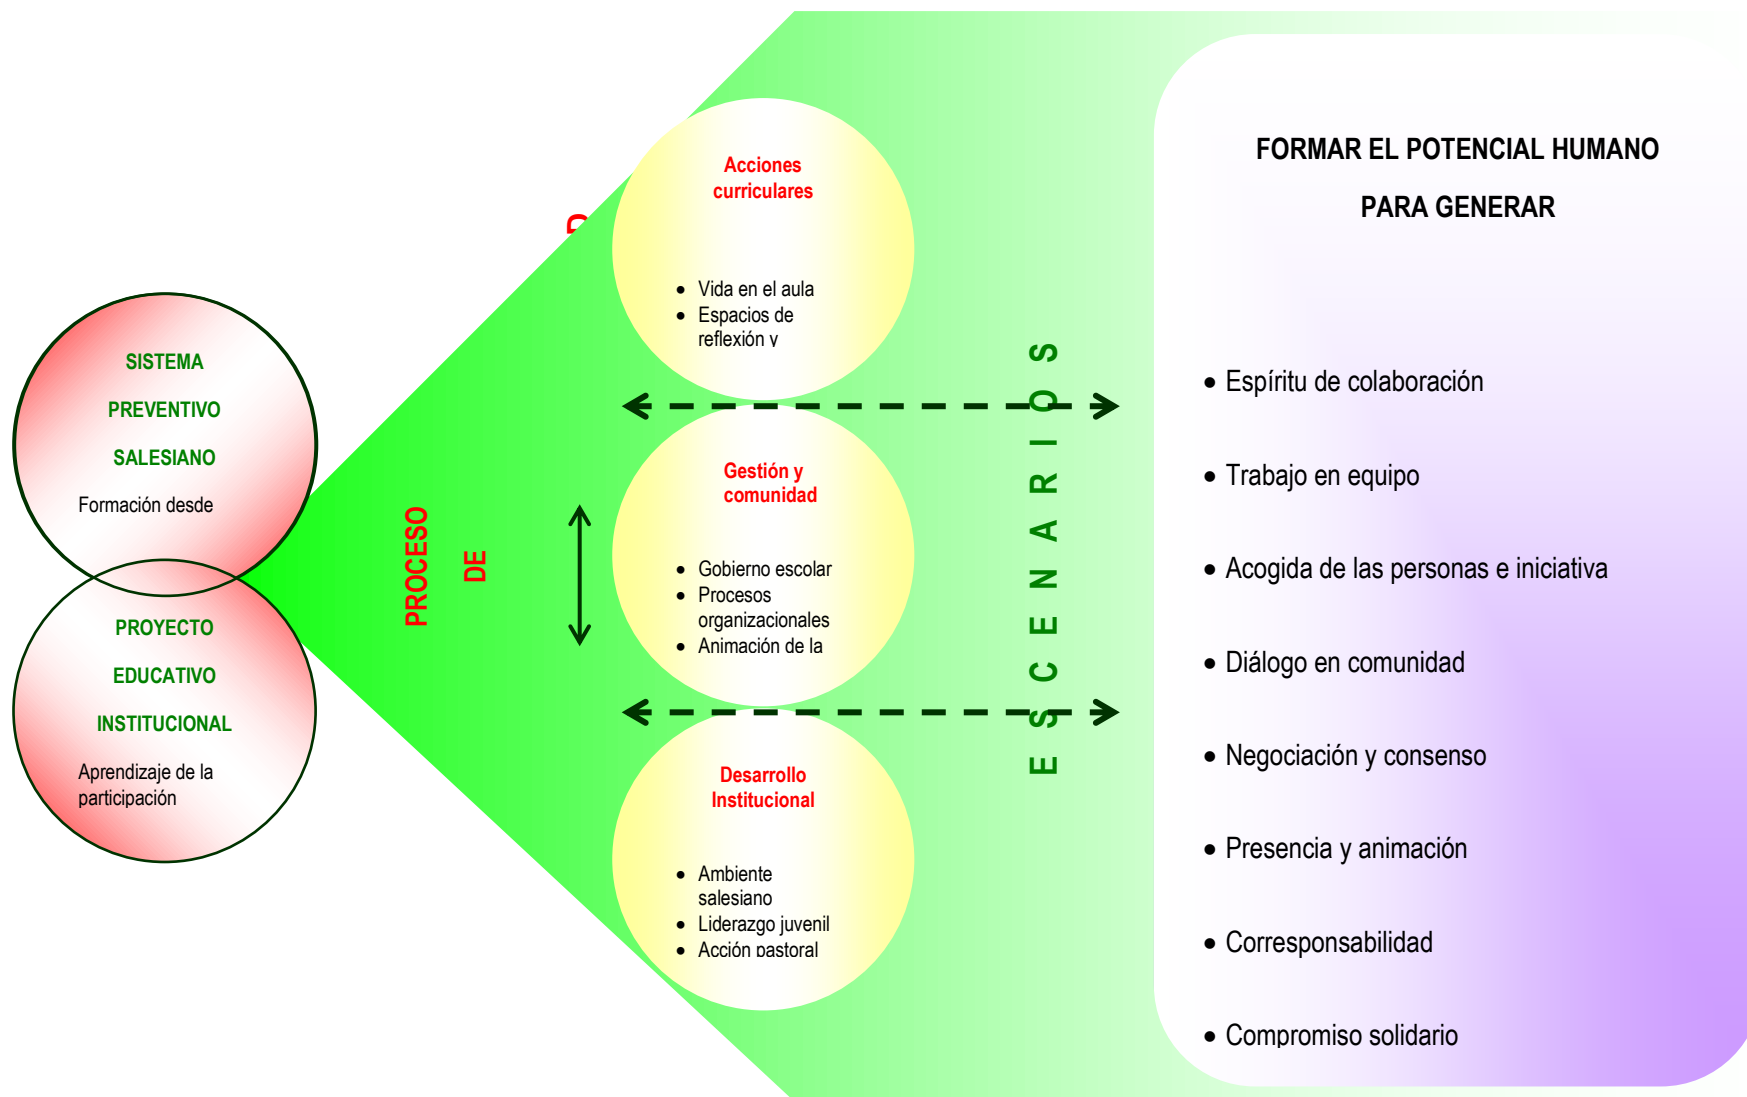 SISTEMA
PREVENTIVO
SALESIANO
Formación desde
PROYECTO
EDUCATIVO
INSTITUCIONAL
Aprendizaje de la
participación
PROCESO
DE
Acciones
curriculares
• Vida en el aula
• Espacios de
reflexión y
Gestión y
comunidad
• Gobierno escolar
• Procesos
organizacionales
• Animación de la
Desarrollo
Institucional
• Ambiente
salesiano
• Liderazgo juvenil
• Acción pastoral
ESCENARIOS
FORMAR EL POTENCIAL HUMANO
PARA GENERAR
• Espíritu de colaboración
• Trabajo en equipo
• Acogida de las personas e iniciativa
• Diálogo en comunidad
• Negociación y consenso
• Presencia y animación
• Corresponsabilidad
• Compromiso solidario